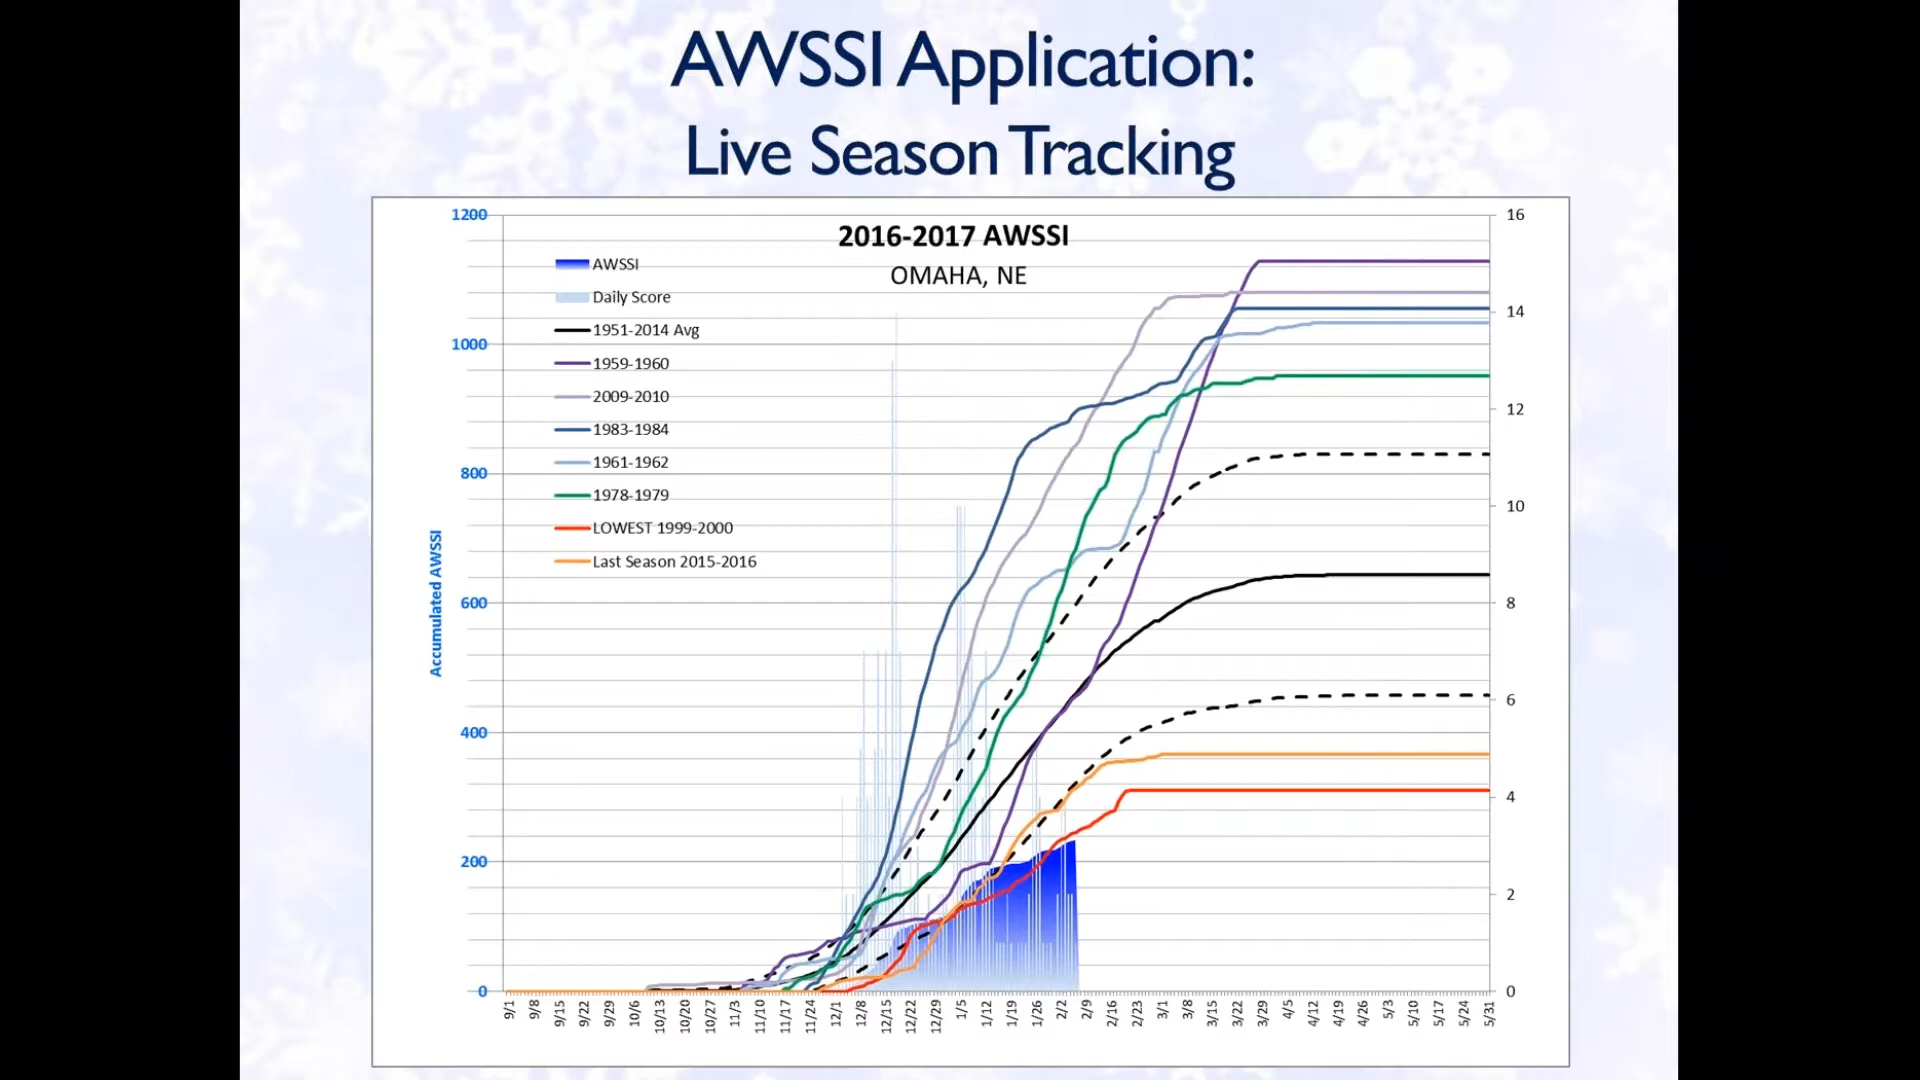 AWSSI Application:
Live Season Tracking
2016-2017 AWSSI
OMAHA, NE
AWSSI
Daily Score
1951-2014 Avg
1959-1960
2009-2010
1983-1984
1961-1962
1978-1979
LOWEST 1999-2000
Last Season 2015-2016
Accumulated AWSSI
1200
1000
800
600
400
200
0
16
14
12
10
8
6
4
2
0
9/1 9/8 9/15 9/22 9/29 10/6 10/13 10/20 10/27 11/3 11/10 11/17 11/24 12/1 12/8 12/15 12/22 12/29 1/5 1/12 1/19 1/26 2/2 2/9 2/16 2/23 3/1 3/8 3/15 3/22 3/29 4/5 4/12 4/19 4/26 5/3 5/10 5/17 5/24 5/31